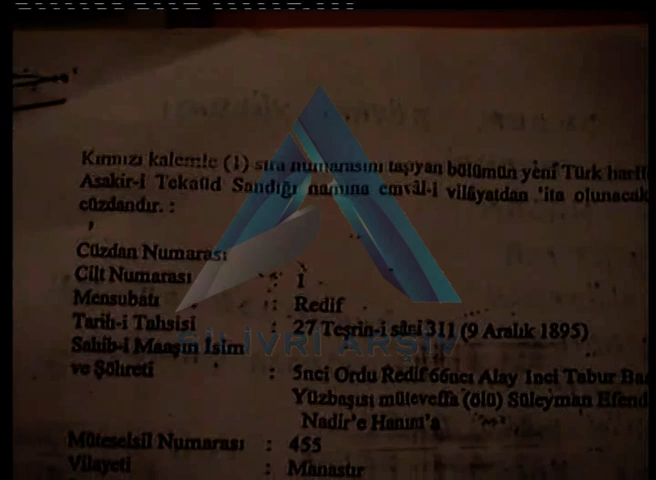 Kırmızı kalemle (1) sıra numarasını taşıyan bölümün yeni Türk
Asakir-i Tekaüd Sandığı namına emvâl-i vilâyatdan 'ita olunacak
cüzdandır. :
Cüzdan Numarası
Cilt Numarası : 1
Mensubatı : Redif
Tarih-i Tahsisi : 27 Teşrin-i sâni 311 (9 Aralık 1895)
SİLİVRİ ARŞİV
Sahib-i Maaşın İsim
ve Şöhreti : 5nci Ordu Redif 66ncı Alay 1nci Tabur
Yüzbaşısı müteveffa (ölü) Süleyman
Nadir'e Hanım'a
Müteselsil Numarası : 455
Vilayeti : Manastır